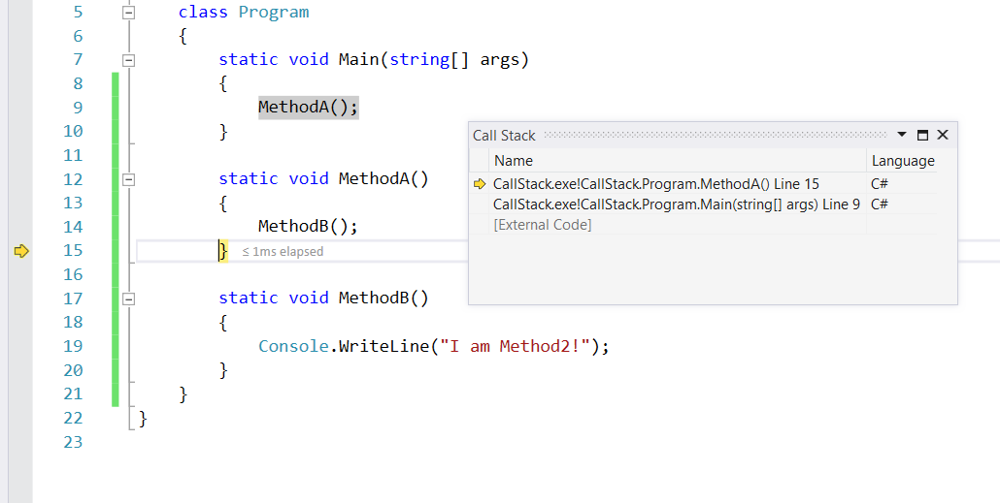 5 class Program
6 {
7 static void Main(string[] args)
8 {
9 MethodA();
10 }
11
12 static void MethodA()
13 {
14 MethodB();
15 } ≤ 1ms elapsed
16
17 static void MethodB()
18 {
19 Console.WriteLine("I am Method2!");
20 }
21 }
22 }
23
Call Stack
Name Language
CallStack.exe!CallStack.Program.MethodA() Line 15 C#
CallStack.exe!CallStack.Program.Main(string[] args) Line 9 C#
[External Code]